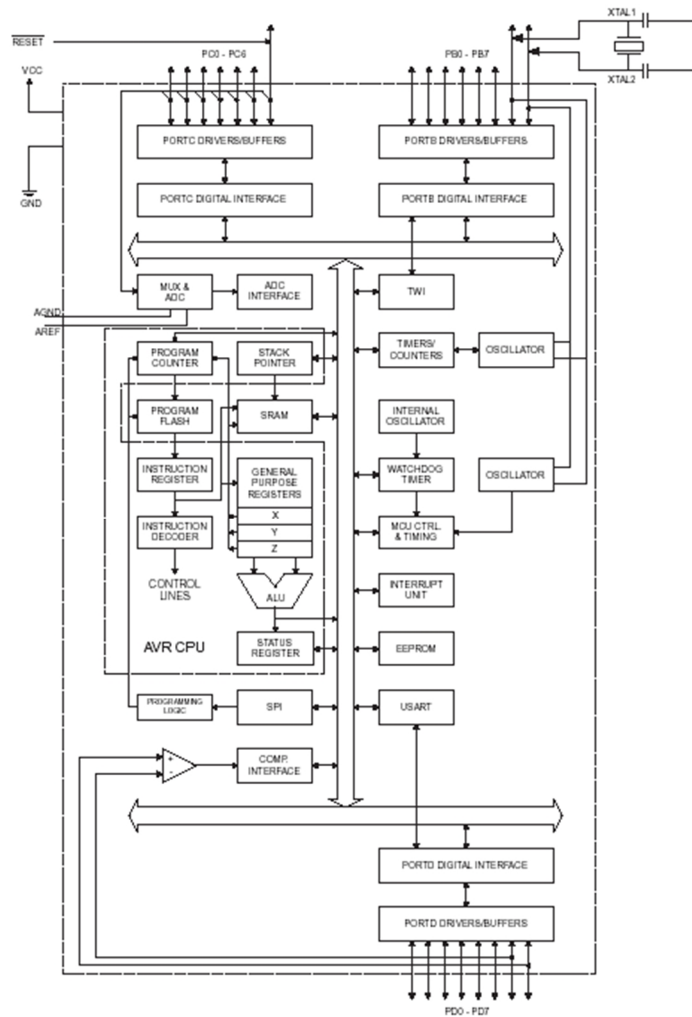 XTAL1
RESET
PC0 - PC6
PB0 - PB7
VCC
XTAL2
PORTC DRIVERS/BUFFERS
PORTB DRIVERS/BUFFERS
PORTC DIGITAL INTERFACE
PORTB DIGITAL INTERFACE
GND
MUX &
ADC
ADC
INTERFACE
TWI
AGND
AREF
PROGRAM
COUNTER
STACK
POINTER
TIMERS/
COUNTERS
OSCILLATOR
PROGRAM
FLASH
SRAM
INTERNAL
OSCILLATOR
INSTRUCTION
REGISTER
GENERAL
PURPOSE
REGISTERS
WATCHDOG
TIMER
OSCILLATOR
X
INSTRUCTION
DECODER
Y
MCU CTRL.
& TIMING
Z
CONTROL
LINES
ALU
INTERRUPT
UNIT
AVR CPU
STATUS
REGISTER
EEPROM
PROGRAMMING
LOGIC
SPI
USART
+
-
COMP.
INTERFACE
PORTD DIGITAL INTERFACE
PORTD DRIVERS/BUFFERS
PD0 - PD7